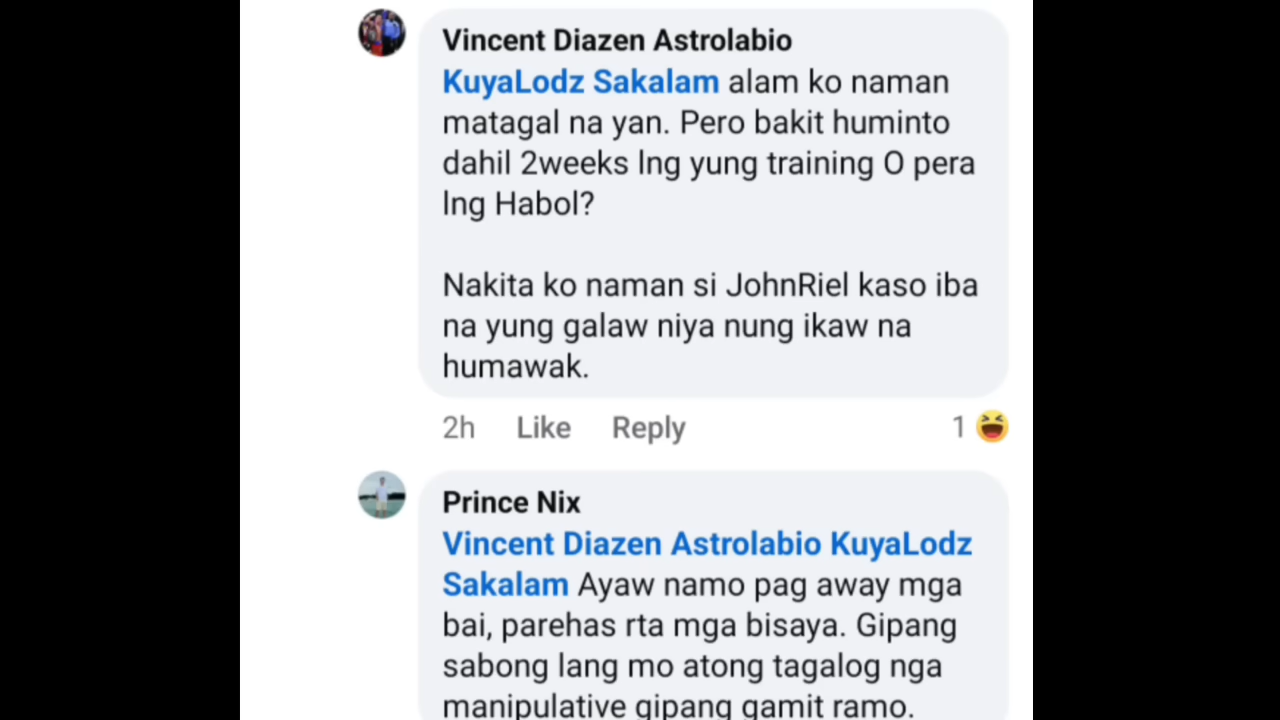 Vincent Diazen Astrolabio
KuyaLodz Sakalam alam ko naman
matagal na yan. Pero bakit huminto
dahil 2weeks lng yung training O pera
lng Habol?
Nakita ko naman si JohnRiel kaso iba
na yung galaw niya nung ikaw na
humawak.
2h Like Reply 1
Prince Nix
Vincent Diazen Astrolabio KuyaLodz
Sakalam Ayaw namo pag away mga
bai, parehas rta mga bisaya. Gipang
sabong lang mo atong tagalog nga
manipulative gipang gamit ramo.